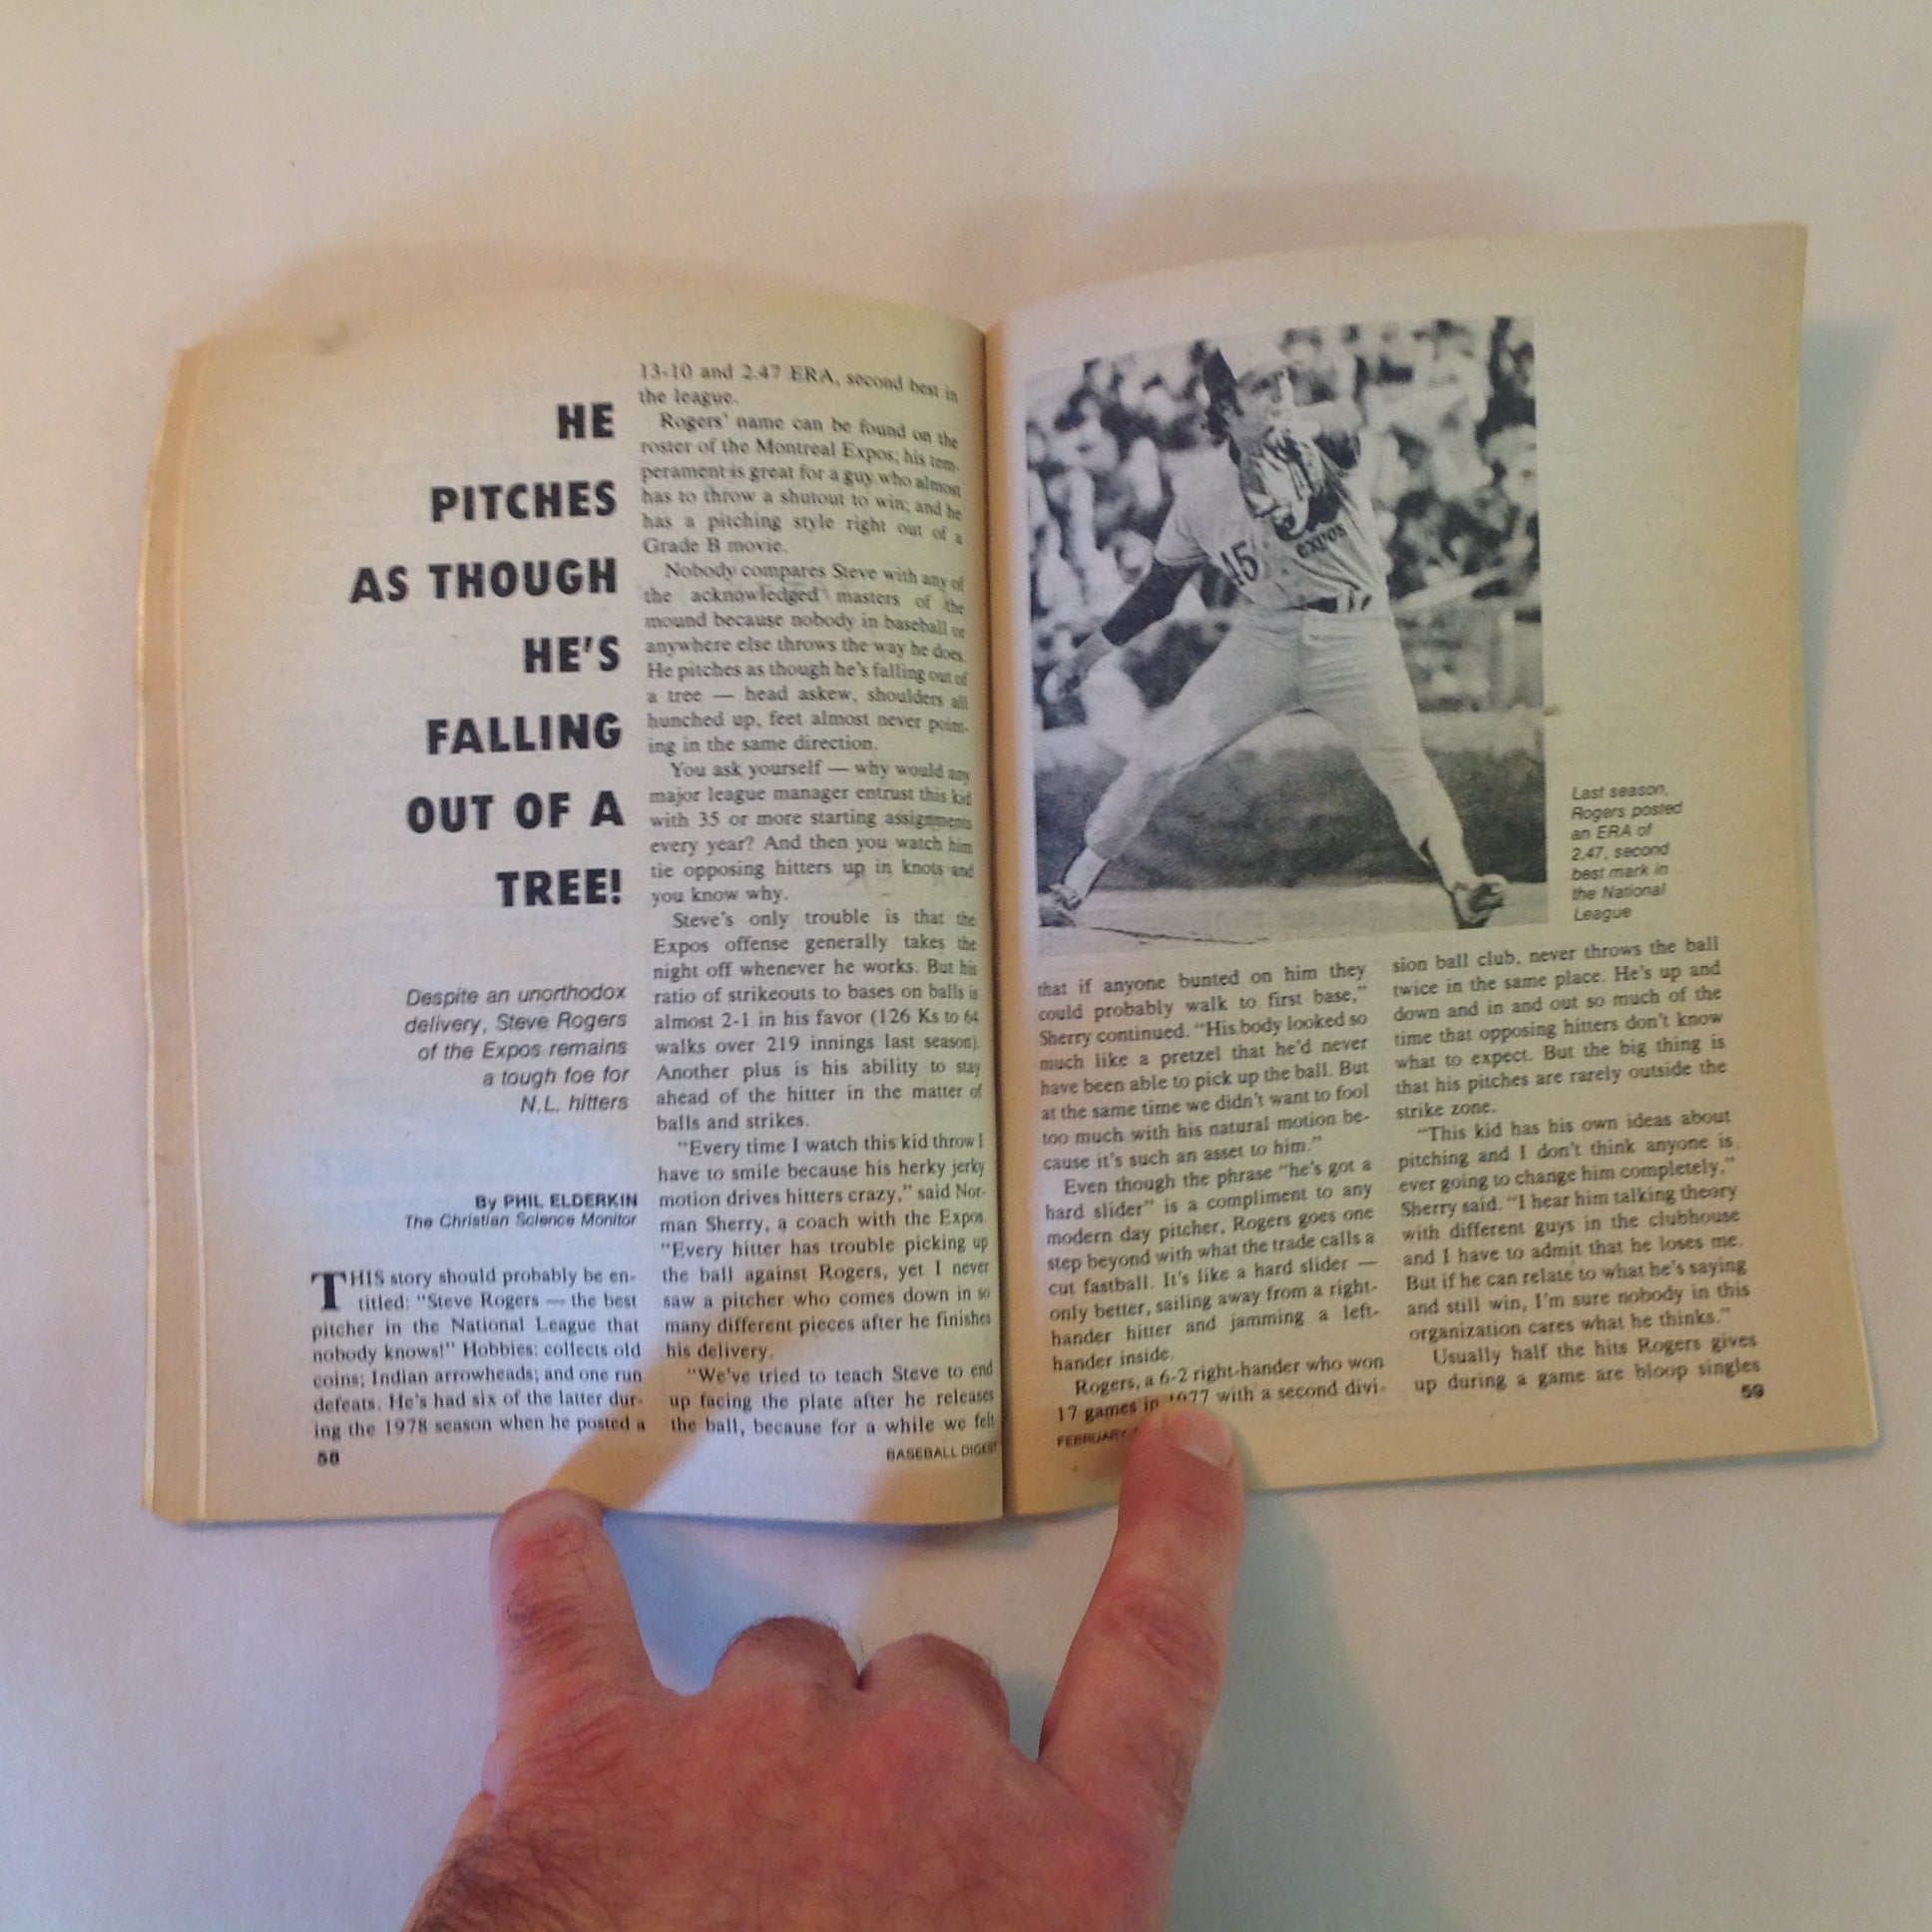 HE
PITCHES
AS THOUGH
HE'S
FALLING
OUT OF A
TREE!
Despite an unorthodox
delivery, Steve Rogers
of the Expos remains
a tough foe for
N.L. hitters
By PHIL ELDERKIN
The Christian Science Monitor
THIS story should probably be en-
titled: "Steve Rogers — the best
pitcher in the National League that
nobody knows!" Hobbies: collects old
coins; Indian arrowheads; and one run
defeats. He's had six of the latter dur-
ing the 1978 season when he posted a
13-10 and 2.47 ERA, second best in
the league.
Rogers' name can be found on the
roster of the Montreal Expos; his tem-
perament is great for a guy who almost
has to throw a shutout to win; and he
has a pitching style right out of a
Grade B movie.
Nobody compares Steve with any of
the acknowledged masters of the
mound because nobody in baseball or
anywhere else throws the way he does.
He pitches as though he's falling out of
a tree — head askew, shoulders all
hunched up, feet almost never point-
ing in the same direction.
You ask yourself — why would any
major league manager entrust this kid
with 35 or more starting assignments
every year? And then you watch him
tie opposing hitters up in knots and
you know why.
Steve's only trouble is that the
Expos offense generally takes the
night off whenever he works. But his
ratio of strikeouts to bases on balls is
almost 2-1 in his favor (126 Ks to 64
walks over 219 innings last season).
Another plus is his ability to stay
ahead of the hitter in the matter of
balls and strikes.
"Every time I watch this kid throw I
have to smile because his herky jerky
motion drives hitters crazy," said Nor-
man Sherry, a coach with the Expos.
"Every hitter has trouble picking up
the ball against Rogers, yet I never
saw a pitcher who comes down in so
many different pieces after he finishes
his delivery.
"We've tried to teach Steve to end
up facing the plate after he releases
the ball, because for a while we felt
58
BASEBALL DIGEST
expos
45
Last season,
Rogers posted
an ERA of
2.47, second
best mark in
the National
League
that if anyone bunted on him they
could probably walk to first base,"
Sherry continued. "His body looked so
much like a pretzel that he'd never
have been able to pick up the ball. But
at the same time we didn't want to fool
too much with his natural motion be-
cause it's such an asset to him."
Even though the phrase "he's got a
hard slider" is a compliment to any
modern day pitcher, Rogers goes one
step beyond with what the trade calls a
cut fastball. It's like a hard slider —
only better, sailing away from a right-
hander hitter and jamming a left-
hander inside.
Rogers, a 6-2 right-hander who won
17 games in 1977 with a second divi-
sion ball club, never throws the ball
twice in the same place. He's up and
down and in and out so much of the
time that opposing hitters don't know
what to expect. But the big thing is
that his pitches are rarely outside the
strike zone.
"This kid has his own ideas about
pitching and I don't think anyone is
ever going to change him completely,"
Sherry said. "I hear him talking theory
with different guys in the clubhouse
and I have to admit that he loses me.
But if he can relate to what he's saying
and still win, I'm sure nobody in this
organization cares what he thinks."
Usually half the hits Rogers gives
up during a game are bloop singles
FEBRUARY,
59